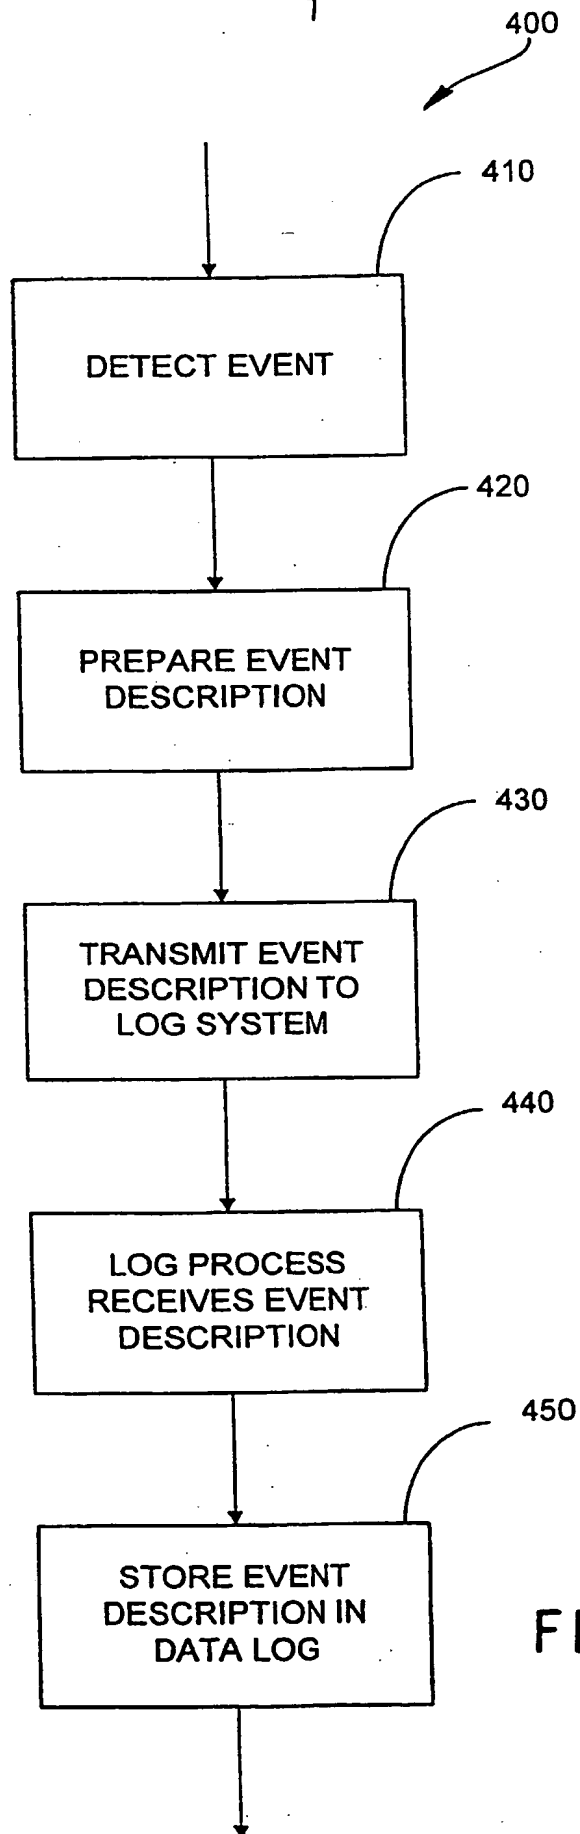 400
410
DETECT EVENT
420
PREPARE EVENT
DESCRIPTION
430
TRANSMIT EVENT
DESCRIPTION TO
LOG SYSTEM
440
LOG PROCESS
RECEIVES EVENT
DESCRIPTION
450
STORE EVENT
DESCRIPTION IN
DATA LOG